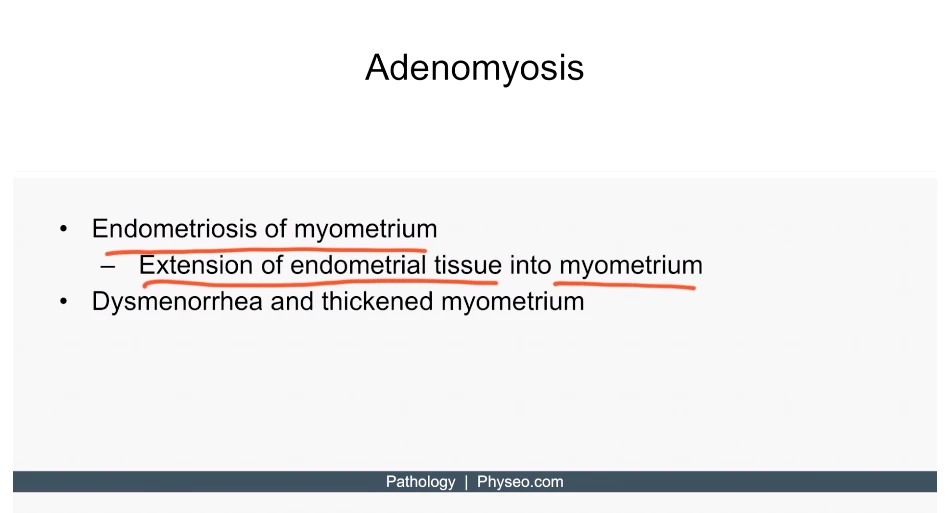 Adenomyosis
• Endometriosis of myometrium
– Extension of endometrial tissue into myometrium
• Dysmenorrhea and thickened myometrium
Pathology | Physeo.com